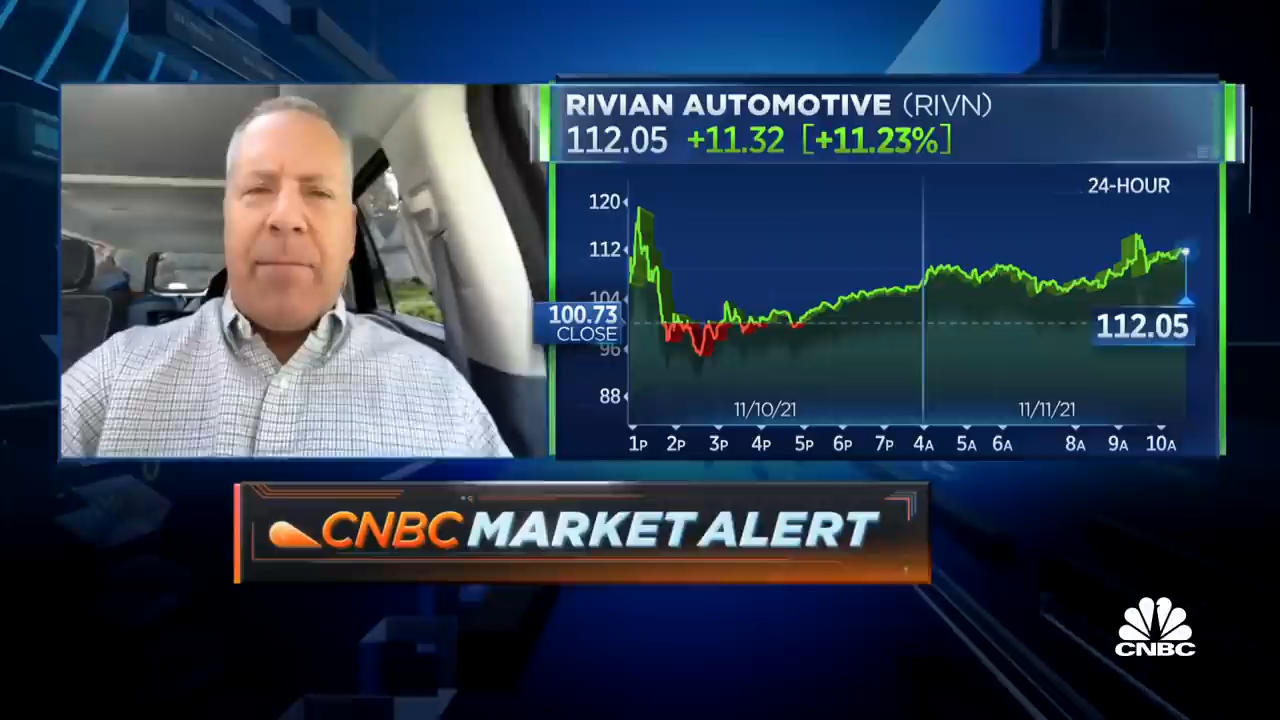 RIVIAN AUTOMOTIVE (RIVN)
112.05 +11.32 [+11.23%]
24-HOUR
120
112
104
100.73
CLOSE
96
88
112.05
11/10/21 11/11/21
1P 2P 3P 4P 5P 6P 7P 4A 5A 6A 8A 9A 10A
CNBC MARKET ALERT
CNBC